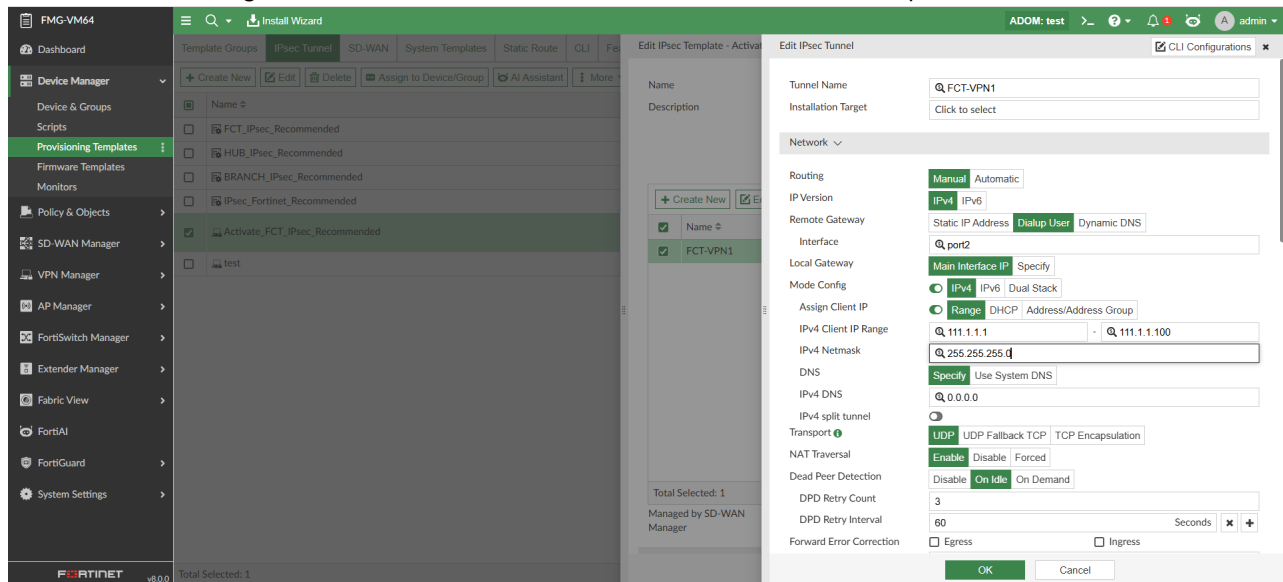 FMG-VM64
Install Wizard
ADOM: test
admin
A
Dashboard
Device Manager
Device & Groups
Scripts
Provisioning Templates
Firmware Templates
Monitors
Policy & Objects
SD-WAN Manager
VPN Manager
AP Manager
FortiSwitch Manager
Extender Manager
Fabric View
FortiAI
FortiGuard
System Settings
FORTINET v8.0.0
Template Groups IPsec Tunnel SD-WAN System Templates Static Route CLI
Create New Edit Delete Assign to Device/Group AI Assistant More
Name
FCT_IPsec_Recommended
HUB_IPsec_Recommended
BRANCH_IPsec_Recommended
IPsec_Fortinet_Recommended
Activate_FCT_IPsec_Recommended
test
Total Selected: 1
Edit IPsec Template - Activat
Name
Description
Create New
Name
FCT-VPN1
Total Selected: 1
Managed by SD-WAN
Manager
Edit IPsec Tunnel
CLI Configurations
Tunnel Name FCT-VPN1
Installation Target Click to select
Network
Routing Manual Automatic
IP Version IPv4 IPv6
Remote Gateway Static IP Address Dialup User Dynamic DNS
Interface port2
Local Gateway Main Interface IP Specify
Mode Config IPv4 IPv6 Dual Stack
Assign Client IP Range DHCP Address/Address Group
IPv4 Client IP Range 111.1.1.1 - 111.1.1.100
IPv4 Netmask 255.255.255.0
DNS Specify Use System DNS
IPv4 DNS 0.0.0.0
IPv4 split tunnel
Transport UDP UDP Fallback TCP TCP Encapsulation
NAT Traversal Enable Disable Forced
Dead Peer Detection Disable On Idle On Demand
DPD Retry Count 3
DPD Retry Interval 60 Seconds
Forward Error Correction Egress Ingress
OK Cancel